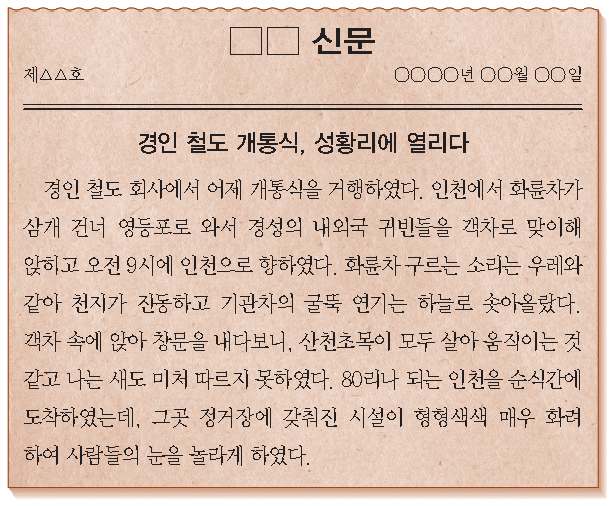 □□ 신문
제△△호 ○○○○년 ○○월 ○○일
경인 철도 개통식, 성황리에 열리다
경인 철도 회사에서 어제 개통식을 거행하였다. 인천에서 화륜차가
삼개 건너 영등포로 와서 경성의 내외국 귀빈들을 객차로 맞이해
앉히고 오전 9시에 인천으로 향하였다. 화륜차 구르는 소리는 우레와
같아 천지가 진동하고 기관차의 굴뚝 연기는 하늘로 솟아올랐다.
객차 속에 앉아 창문을 내다보니, 산천초목이 모두 살아 움직이는 것
같고 나는 새도 미처 따르지 못하였다. 80리나 되는 인천을 순식간에
도착하였는데, 그곳 정거장에 갖춰진 시설이 형형색색 매우 화려
하여 사람들의 눈을 놀라게 하였다.